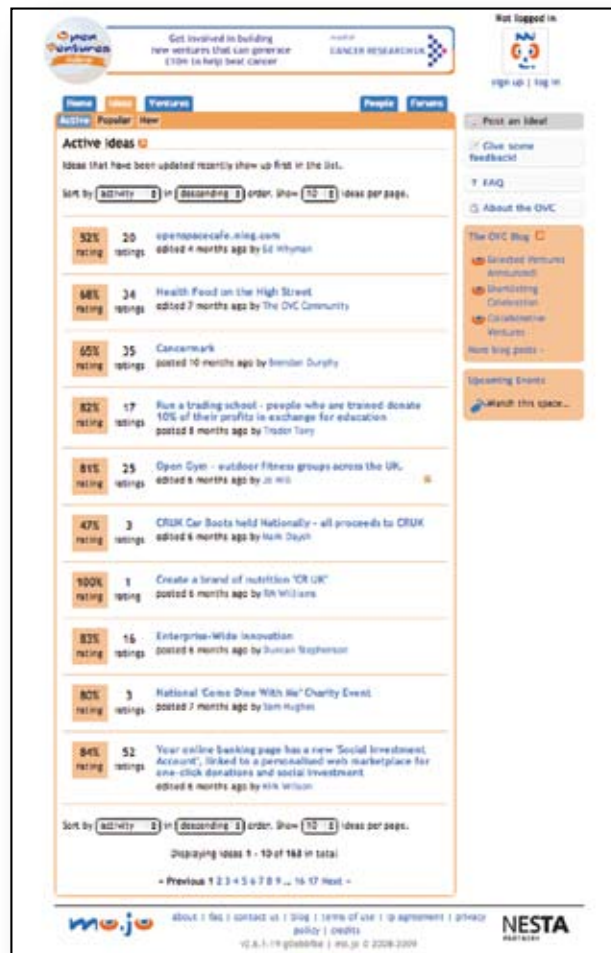 Open
Ventures
Get involved in building
new ventures that can generate
£10m to help beat cancer
CANCER RESEARCH UK
Not logged in
sign up | log in
Home Ideas Ventures People Forums
Active Popular New
Active Ideas
Ideas that have been updated recently show up first in the list.
Sort by activity in descending order. Show 10 ideas per page.
52% rating 20 ratings
openspacecafe.ning.com
edited 4 months ago by Ed Whyman
68% rating ratings
Health Food on the High Street
edited 7 months ago by The OVC Community
65% rating 35 ratings
Cancermark
posted 10 months ago by Brendan Dunphy
82% rating 17 ratings
Run a trading school - people who are trained donate
10% of their profits in exchange for education
posted 8 months ago by Trader Tony
81% rating 25 ratings
Open Gym - outdoor fitness groups across the UK.
edited 6 months ago by
47% rating 3 ratings
CRUK Car Boots held Nationally - all proceeds to CRUK
edited 6 months ago by Mark
100% rating 1 rating
Create a brand of nutrition 'CR UK'
posted 6 months ago by Williams
83% rating 16 ratings
Enterprise-Wide Innovation
posted 6 months ago by Duncan Stephenson
80% rating 3 ratings
National 'Come Dine With Me' Charity Event
posted 7 months ago by Sam Hughes
84% rating 52 ratings
Your online banking page has a new 'Social Investment
Account', linked to a personalised web marketplace for
one-click donations and social investment
edited 6 months ago by Wilson
Sort by activity in descending order. Show 10 ideas per page.
Displaying ideas 1 - 10 of 163 in total
« Previous 1 2 3 4 5 6 7 8 9 ... 16 17 Next »
Post an Idea!
Give some
feedback!
? FAQ
About the OVC
The OVC Blog
Selected Ventures
Announced!
Shortlisting
Celebration
Collaborative
Ventures
More blog posts »
Upcoming Events
Watch this space...
mo.jo
about | faq | contact us | blog | terms of use | ip agreement | privacy
policy | credits
mo.jo © 2008-2009
NESTA